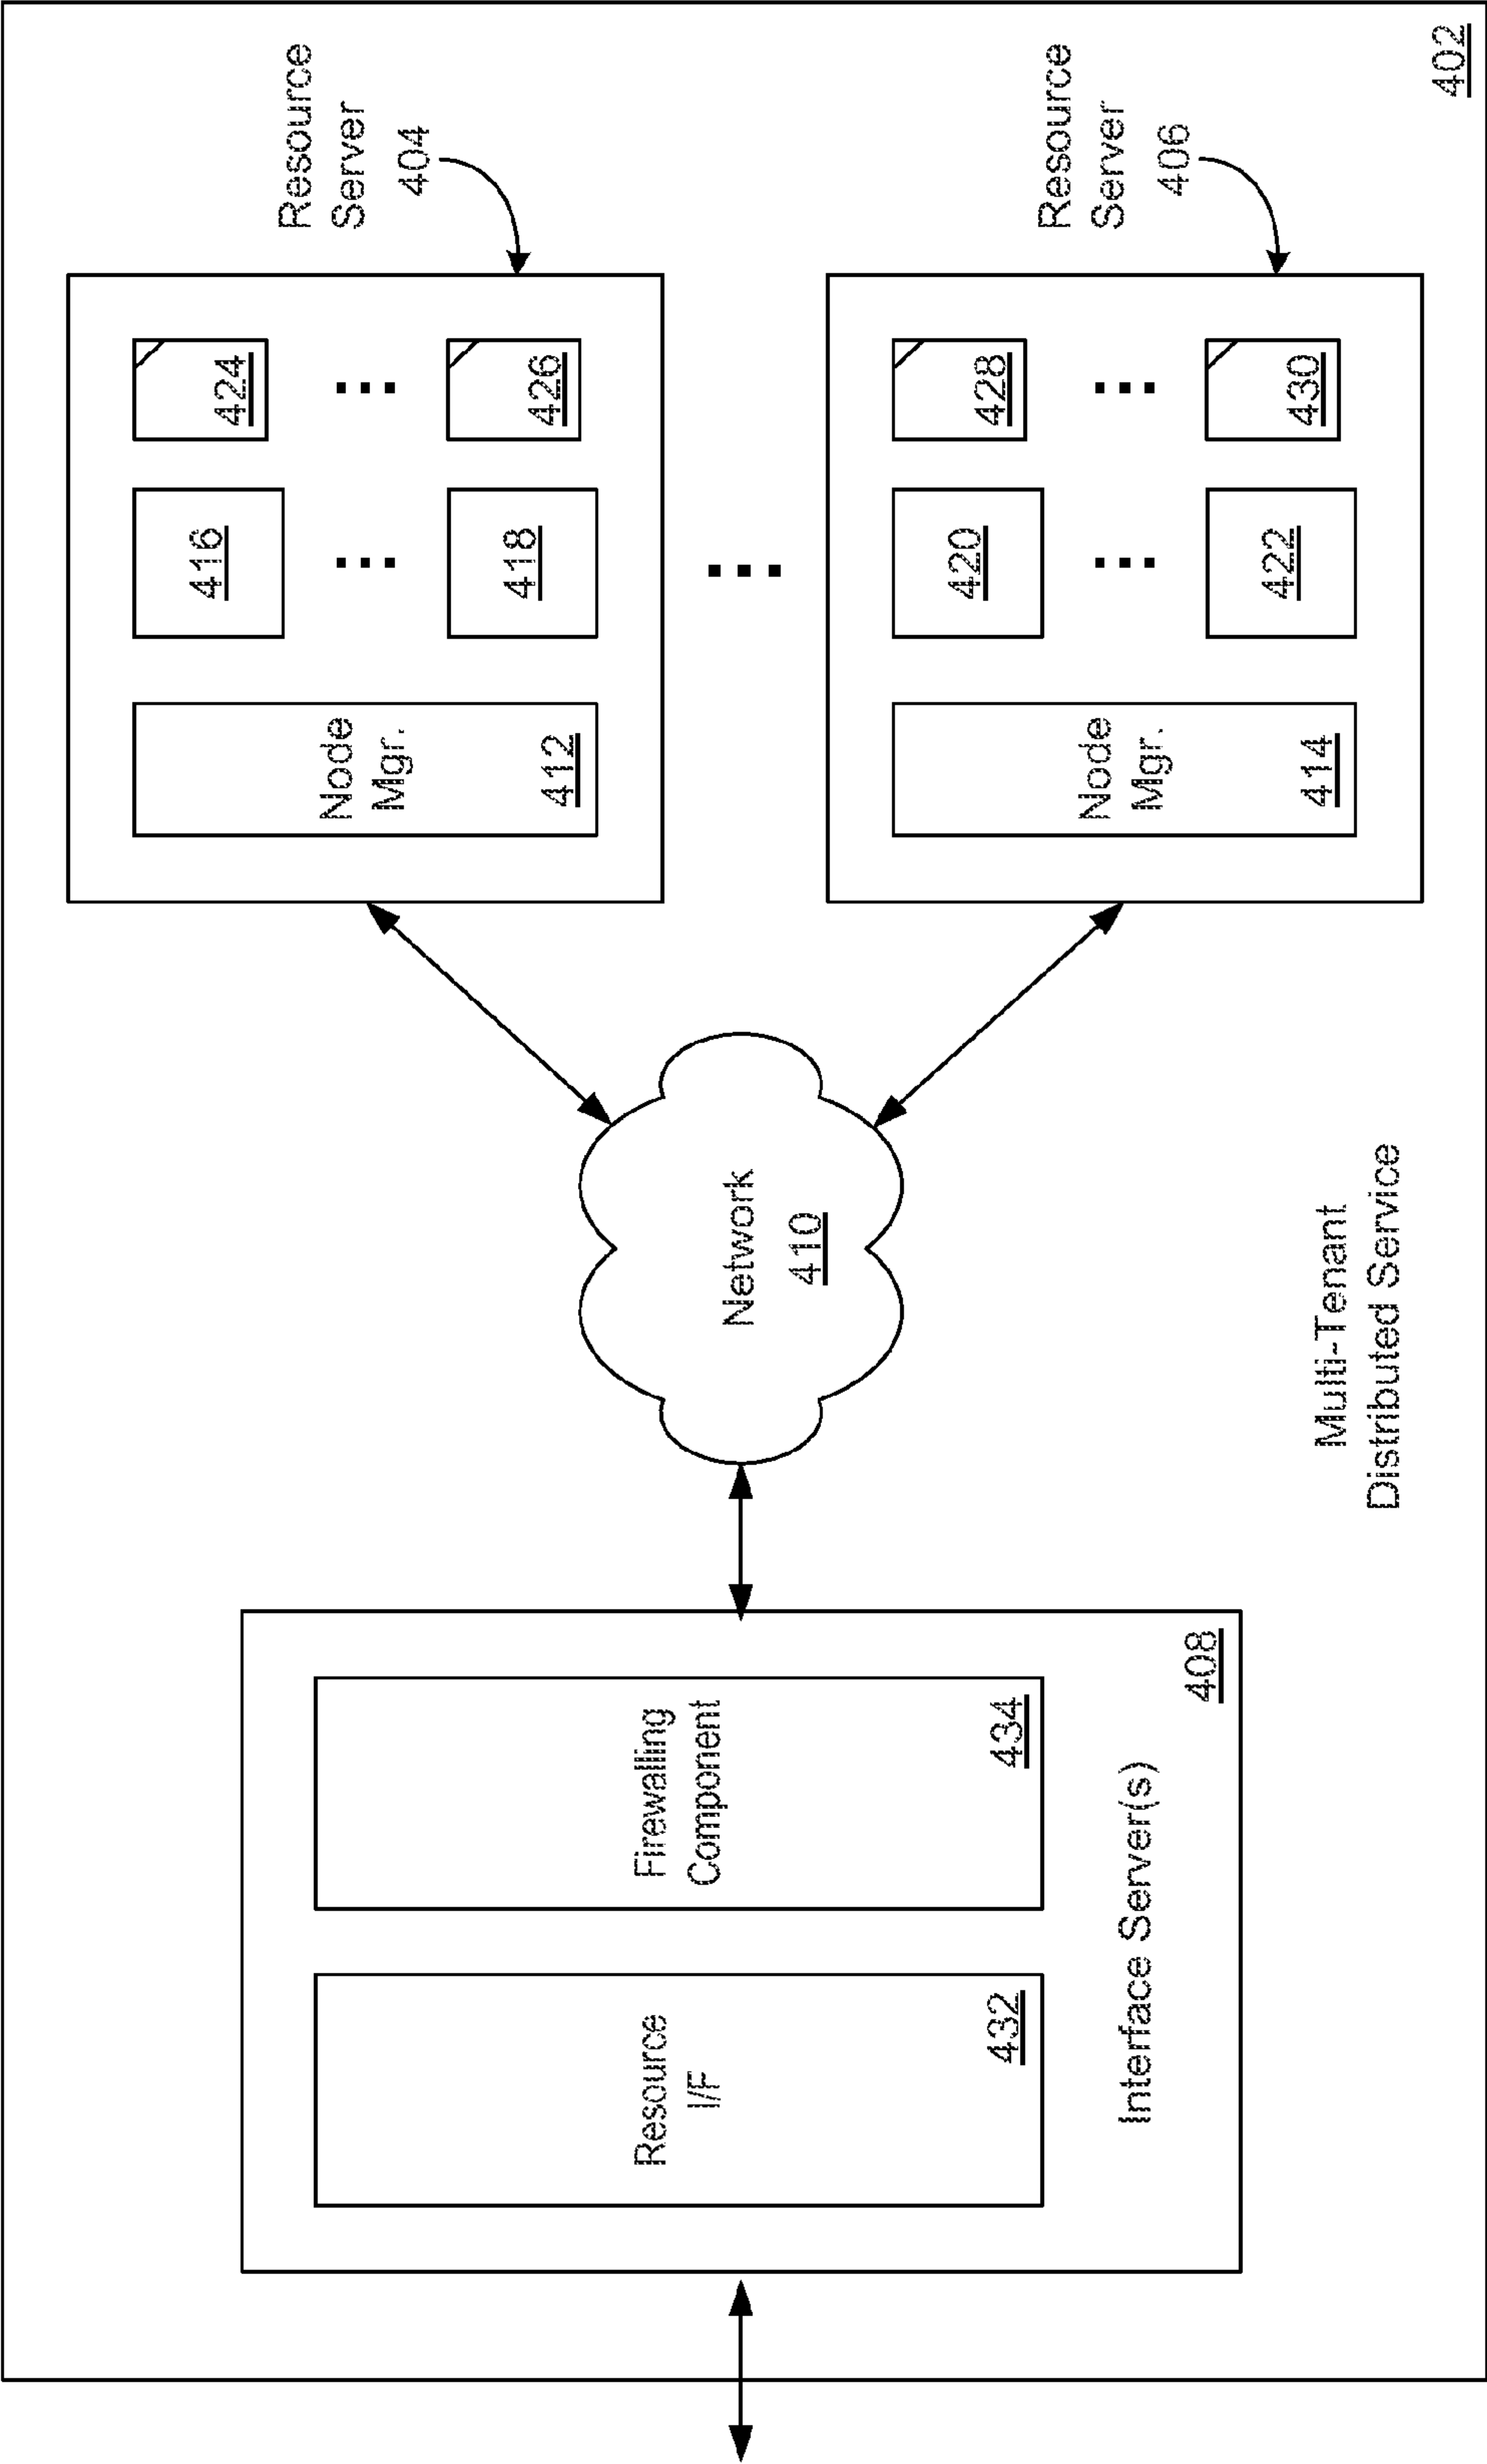 Resource
I/F
432
Firewalling
Component
434
Interface Server(s)
408
Network
410
Node
Mgr.
412
416
418
424
426
Resource
Server
404
Node
Mgr.
414
420
422
428
430
Resource
Server
406
Multi-Tenant
Distributed Service
402